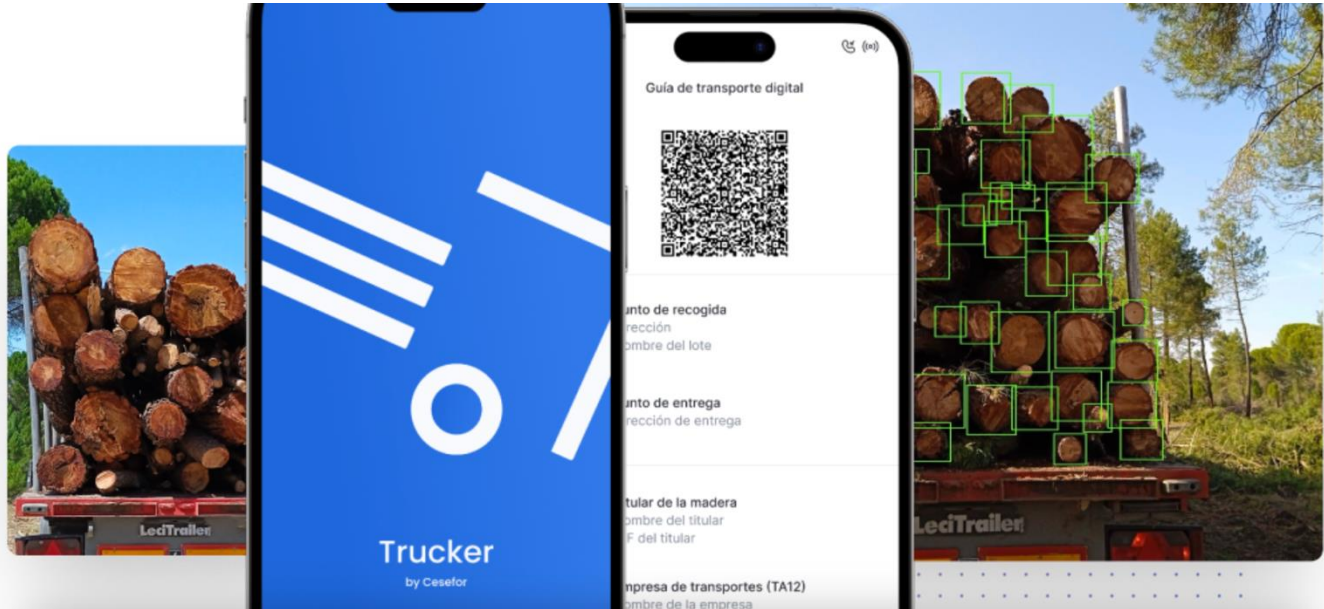 Guía de transporte digital
unto de recogida
rección
ombre del lote
unto de entrega
rección de entrega
tular de la madera
ombre del titular
F del titular
mpresa de transportes (TA12)
ombre de la empresa
Trucker
by Cesefor
LeciTrailer
LeciTrailer